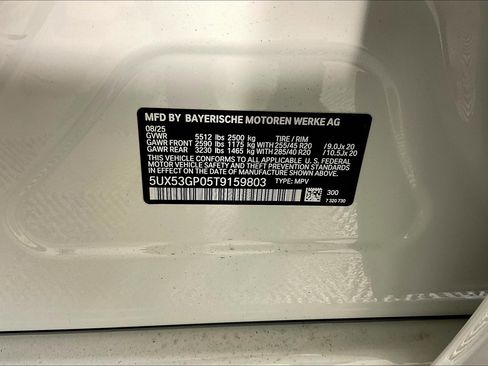 MFD BY BAYERISCHE MOTOREN WERKE AG
08/25
GVWR 5512 lbs 2500 kg TIRE / RIM
GAWR FRONT 2590 lbs 1175 kg WITH 255/45 R20 / 9.0Jx 20
GAWR REAR 3230 lbs 1465 kg WITH 285/40 R20 / 10.5Jx 20
THIS VEHICLE CONFORMS TO ALL APPLICABLE U.S. FEDERAL
MOTOR VEHICLE SAFETY AND THEFT PREVENTION STANDARDS
IN EFFECT ON THE DATE OF MANUFACTURE SHOWN ABOVE.
5UX53GP05T9159803 TYPE: MPV
300
7 320 730